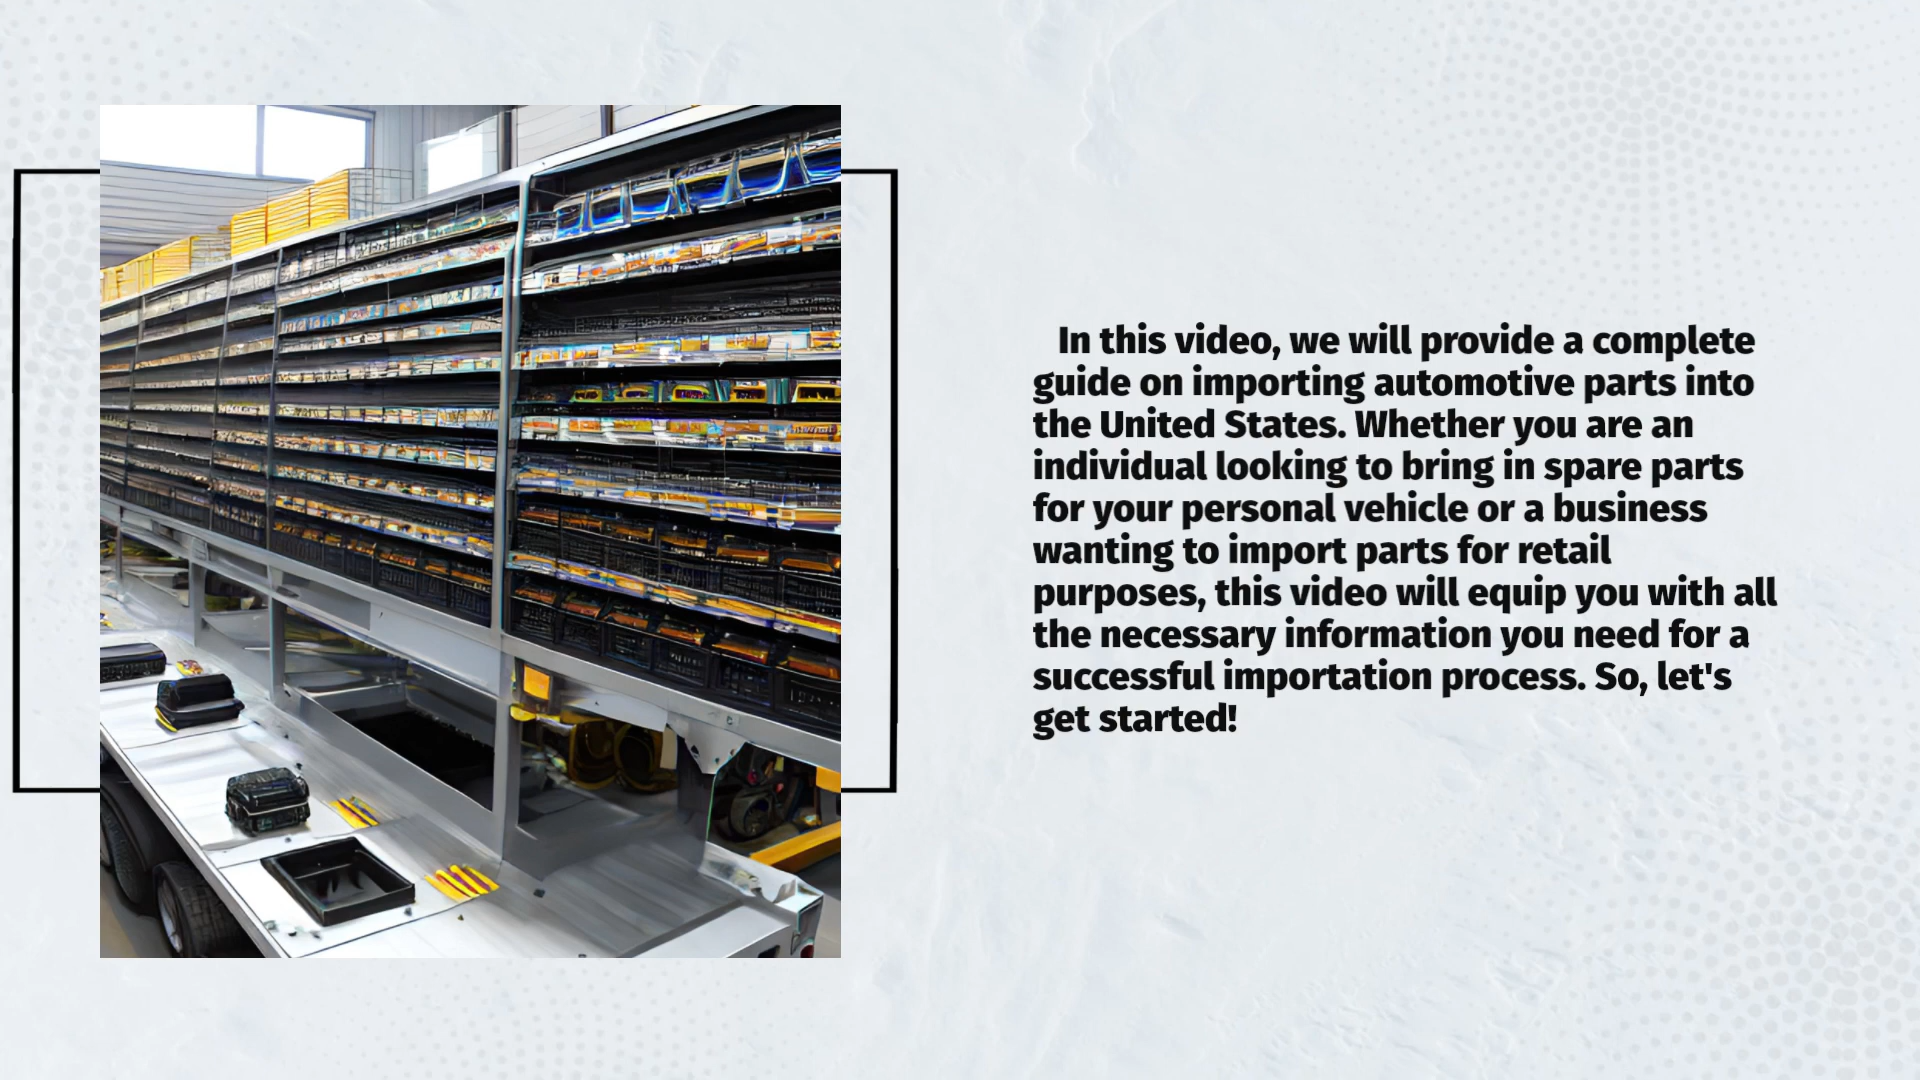 In this video, we will provide a complete
guide on importing automotive parts into
the United States. Whether you are an
individual looking to bring in spare parts
for your personal vehicle or a business
wanting to import parts for retail
purposes, this video will equip you with all
the necessary information you need for a
successful importation process. So, let's
get started!